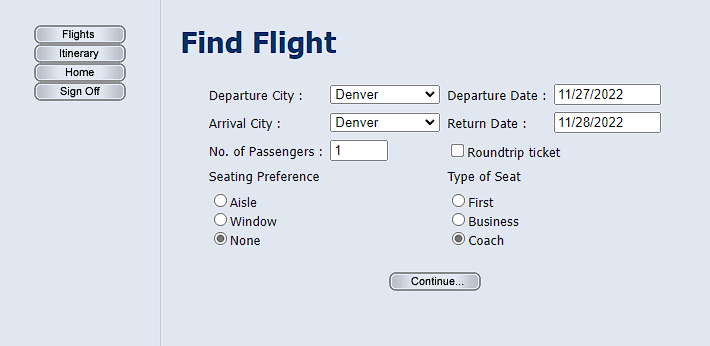 Flights
Itinerary
Home
Sign Off
Find Flight
Departure City : Denver Departure Date : 11/27/2022
Arrival City : Denver Return Date : 11/28/2022
No. of Passengers : 1 Roundtrip ticket
Seating Preference Type of Seat
Aisle First
Window Business
None Coach
Continue...